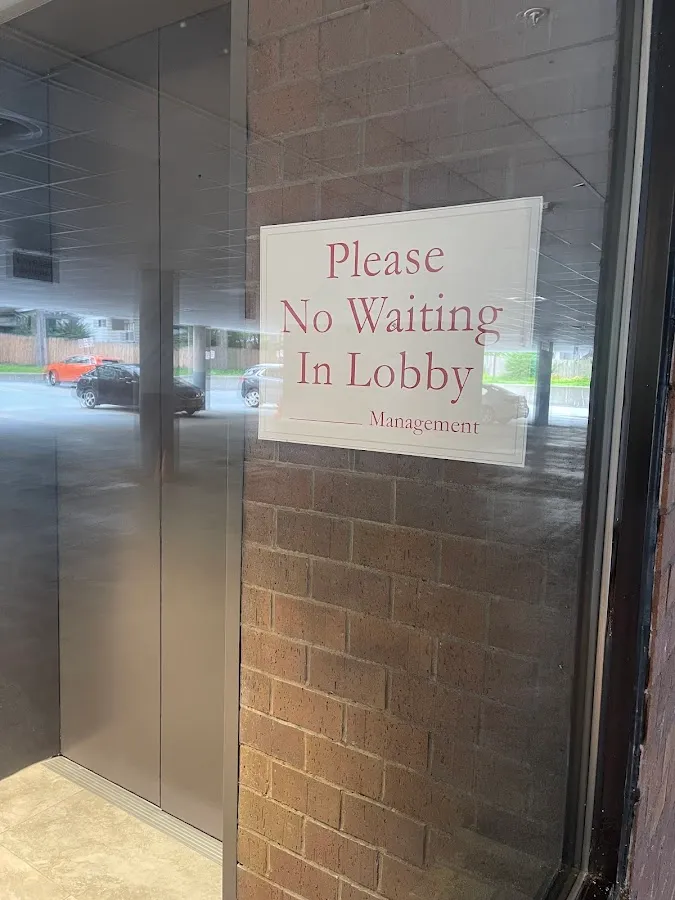 Please
No Waiting
In Lobby
Management